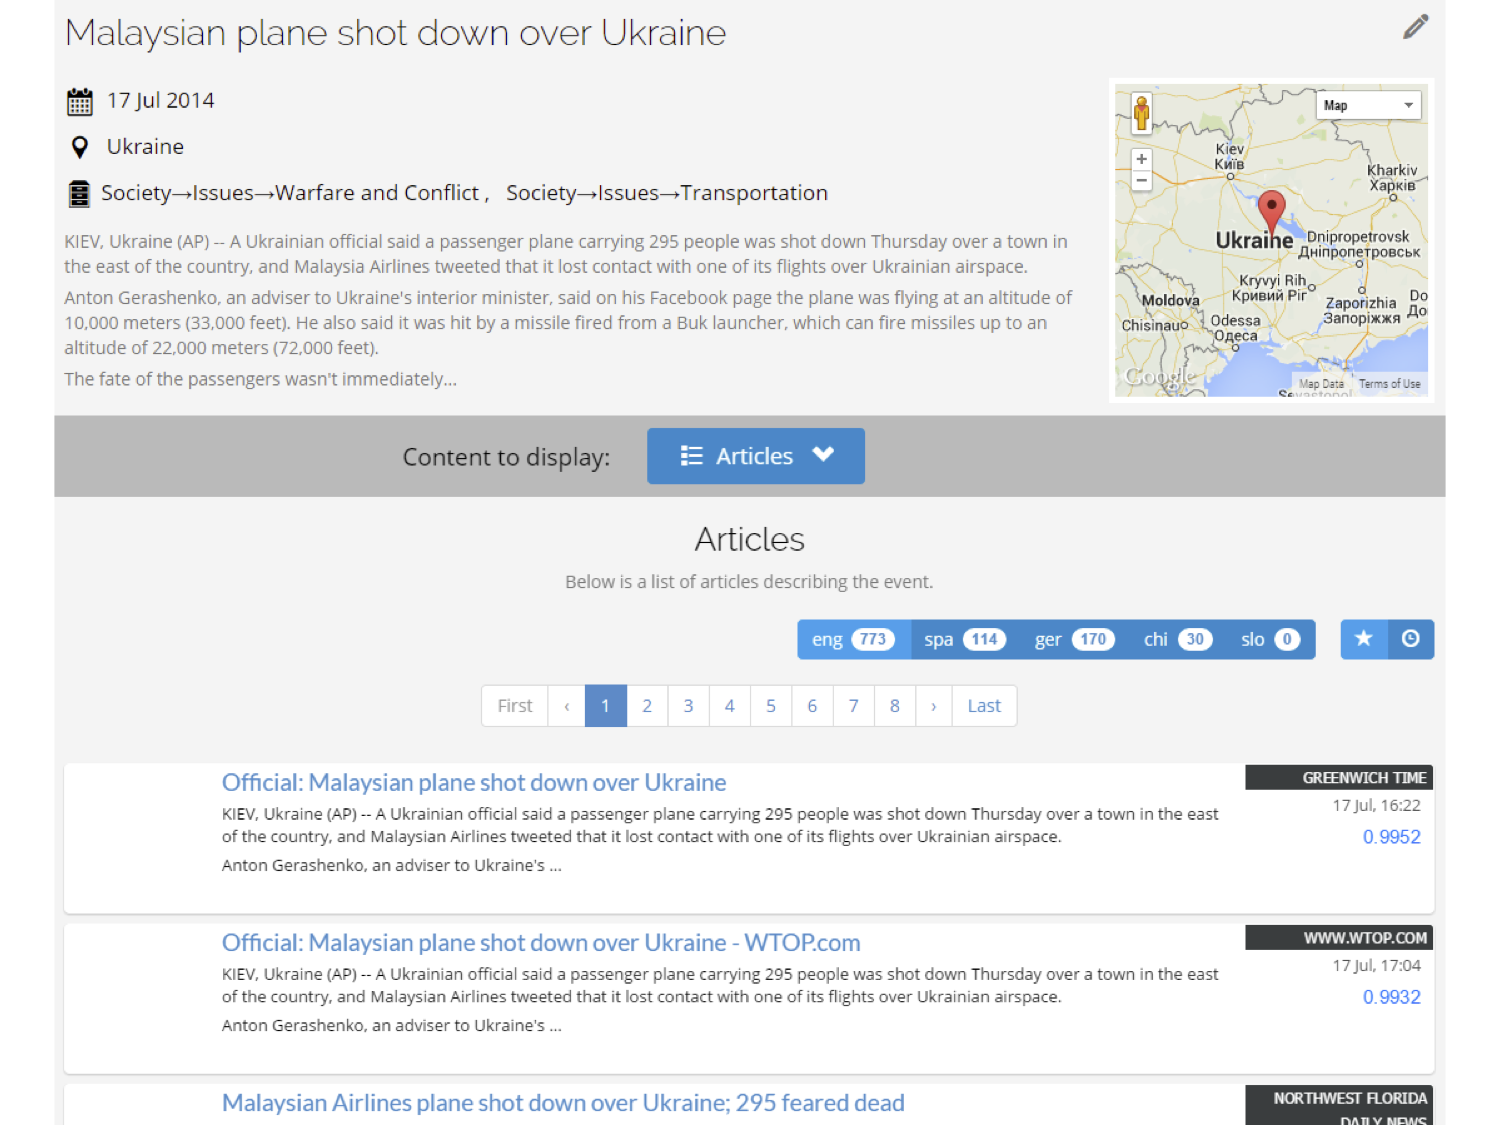 Malaysian plane shot down over Ukraine
17 Jul 2014
Ukraine
Society→Issues→Warfare and Conflict , Society→Issues→Transportation
KIEV, Ukraine (AP) -- A Ukrainian official said a passenger plane carrying 295 people was shot down Thursday over a town in
the east of the country, and Malaysia Airlines tweeted that it lost contact with one of its flights over Ukrainian airspace.
Anton Gerashenko, an adviser to Ukraine's interior minister, said on his Facebook page the plane was flying at an altitude of
10,000 meters (33,000 feet). He also said it was hit by a missile fired from a Buk launcher, which can fire missiles up to an
altitude of 22,000 meters (72,000 feet).
The fate of the passengers wasn't immediately...
Map
+
−
Kiev
Київ
Kharkiv
Харків
Ukraine
Dnipropetrovsk
Дніпропетровськ
Kryvyi Rih
Кривий Ріг
Moldova
Zaporizhia
Запоріжжя
Do
До
Chisinau
Odessa
Одеса
Google
Map Data
Terms of Use
Sevastopol
Content to display:
Articles
Articles
Below is a list of articles describing the event.
eng 773 spa 114 ger 170 chi 30 slo 0
First ‹ 1 2 3 4 5 6 7 8 › Last
Official: Malaysian plane shot down over Ukraine
KIEV, Ukraine (AP) -- A Ukrainian official said a passenger plane carrying 295 people was shot down Thursday over a town in the east
of the country, and Malaysian Airlines tweeted that it lost contact with one of its flights over Ukrainian airspace.
Anton Gerashenko, an adviser to Ukraine's ...
GREENWICH TIME
17 Jul, 16:22
0.9952
Official: Malaysian plane shot down over Ukraine - WTOP.com
KIEV, Ukraine (AP) -- A Ukrainian official said a passenger plane carrying 295 people was shot down Thursday over a town in the east
of the country, and Malaysian Airlines tweeted that it lost contact with one of its flights over Ukrainian airspace.
Anton Gerashenko, an adviser to Ukraine's ...
WWW.WTOP.COM
17 Jul, 17:04
0.9932
Malaysian Airlines plane shot down over Ukraine; 295 feared dead
NORTHWEST FLORIDA
DAILY NEWS